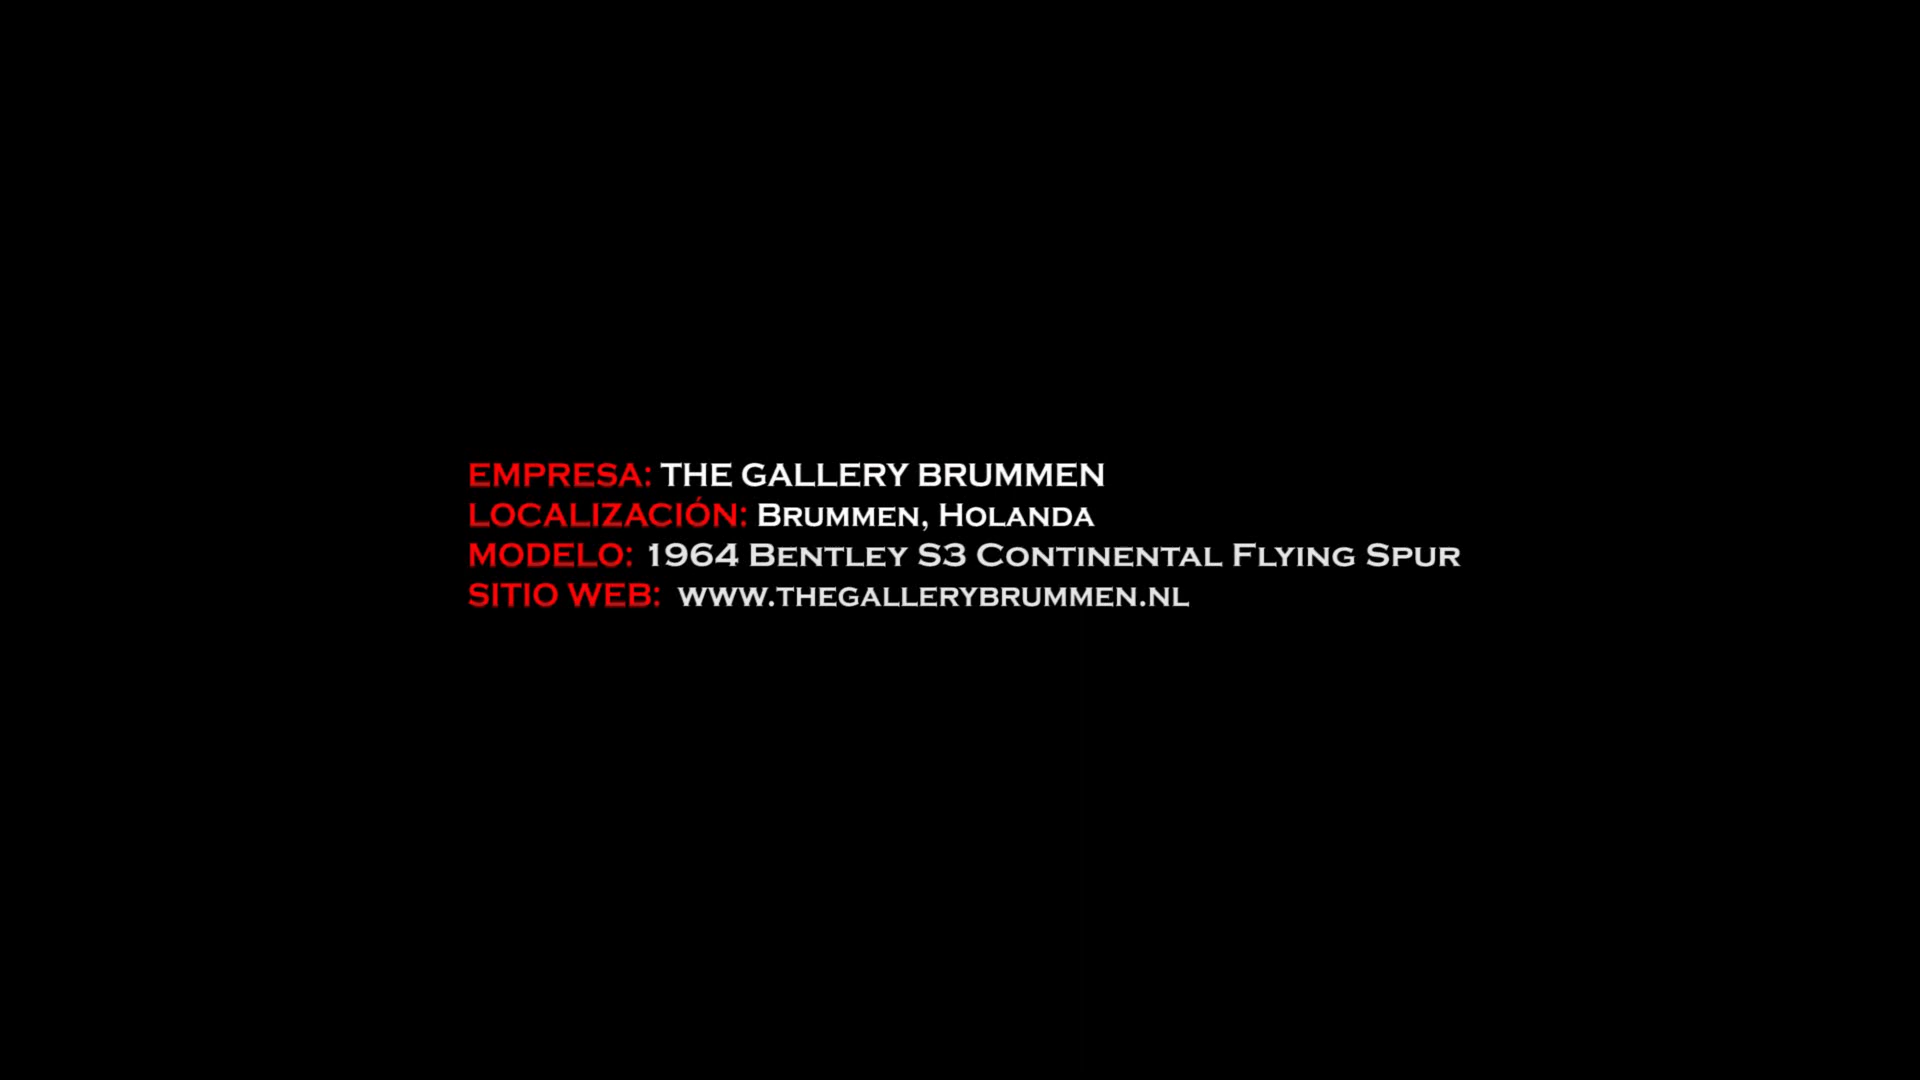 EMPRESA: THE GALLERY BRUMMEN
LOCALIZACIÓN: Brummen, Holanda
MODELO: 1964 Bentley S3 Continental Flying Spur
SITIO WEB: www.thegallerybrummen.nl